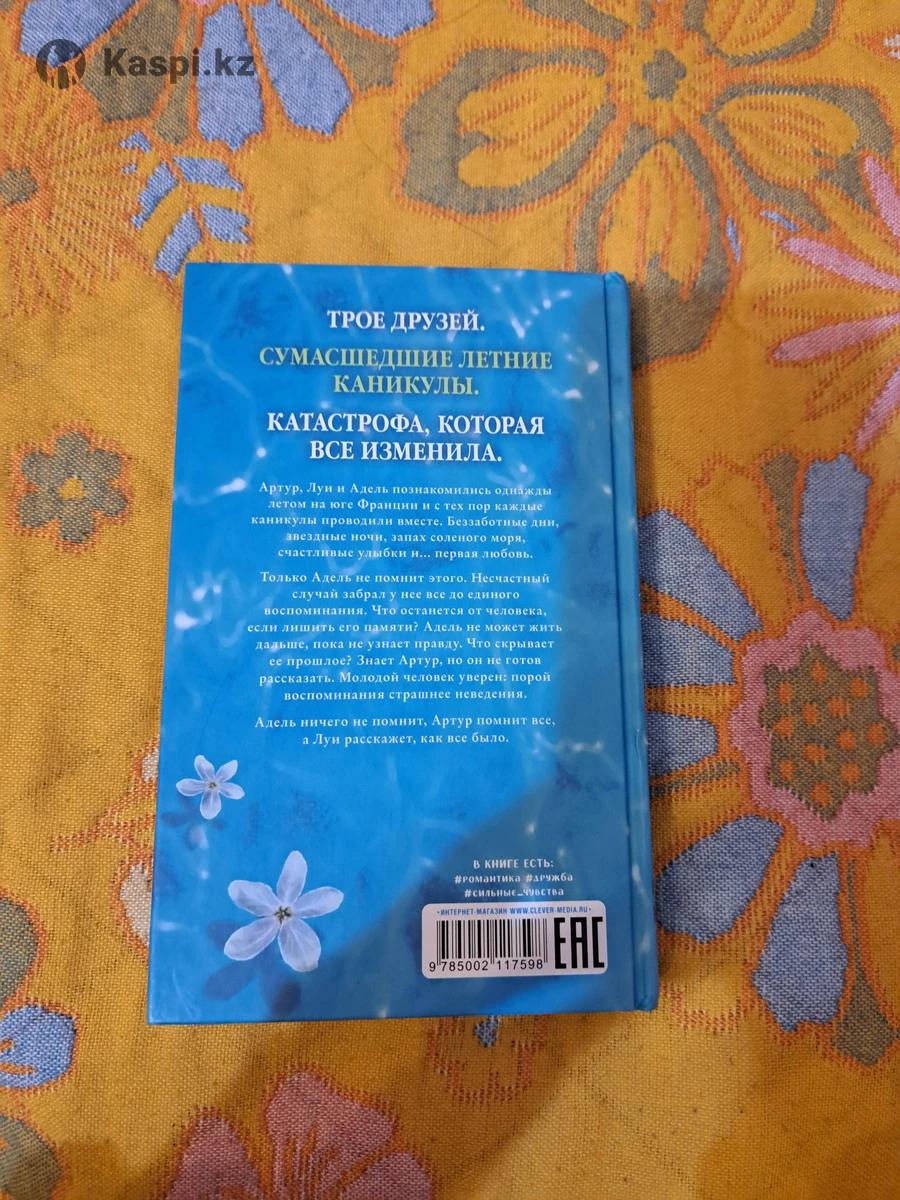 Kaspi.kz
ТРОЕ ДРУЗЕЙ.
СУМАСШЕДШИЕ ЛЕТНИЕ
КАНИКУЛЫ.
КАТАСТРОФА, КОТОРАЯ
ВСЕ ИЗМЕНИЛА.
Артур, Луи и Адель познакомились однажды
летом на юге Франции и с тех пор каждые
каникулы проводили вместе. Беззаботные дни,
звездные ночи, запах соленого моря,
счастливые улыбки и... первая любовь.
Только Адель не помнит этого. Несчастный
случай забрал у нее все до единого
воспоминания. Что останется от человека,
если лишить его памяти? Адель не может жить
дальше, пока не узнает правду. Что скрывает
ее прошлое? Знает Артур, но он не готов
рассказать. Молодой человек уверен: порой
воспоминания страшнее неведения.
Адель ничего не помнит, Артур помнит все,
а Луи расскажет, как все было.
В КНИГЕ ЕСТЬ:
#РОМАНТИКА #ДРУЖБА
#СИЛЬНЫЕ_ЧУВСТВА
•ИНТЕРНЕТ-МАГАЗИН WWW.CLEVER-MEDIA.RU•
9 785002 117598
EAC